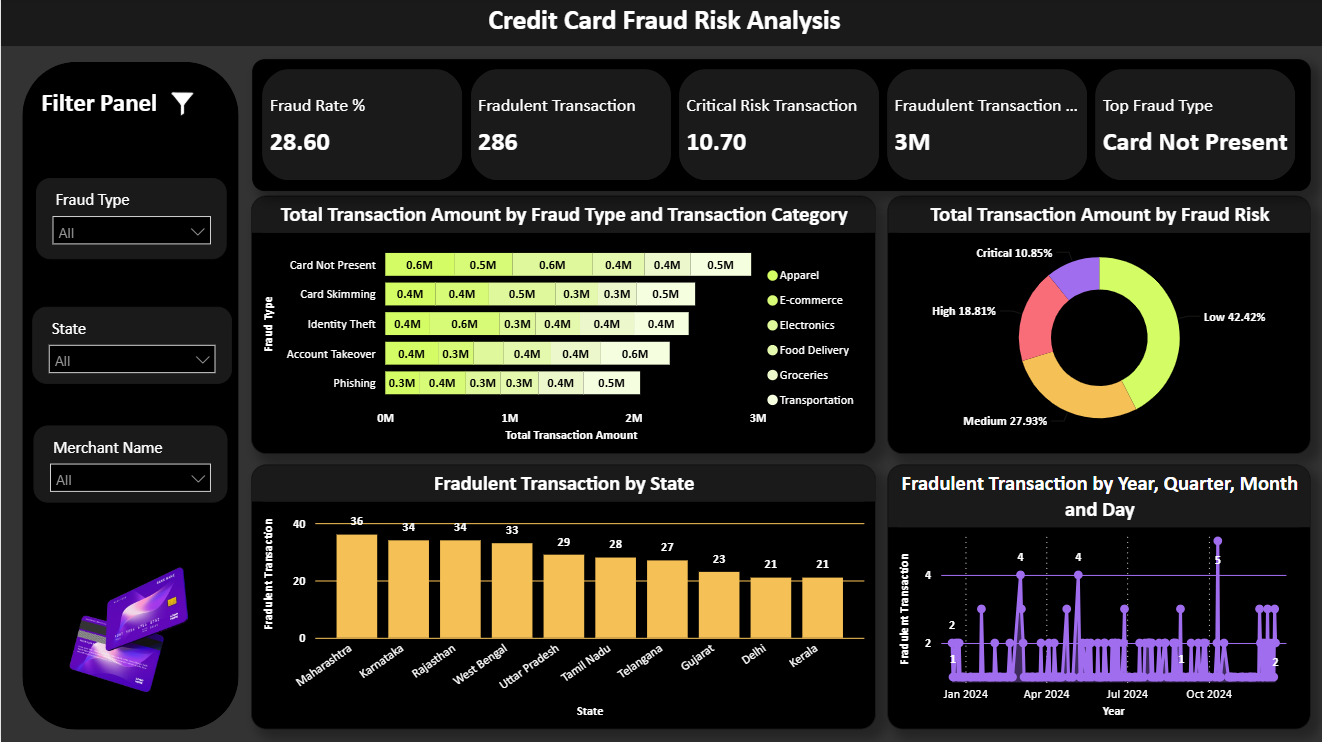 Credit Card Fraud Risk Analysis
Filter Panel
Fraud Type
All
State
All
Merchant Name
All
Fraud Rate %
28.60
Fradulent Transaction
286
Critical Risk Transaction
10.70
Fraudulent Transaction ...
3M
Top Fraud Type
Card Not Present
Total Transaction Amount by Fraud Type and Transaction Category
Fraud Type
Card Not Present 0.6M 0.5M 0.6M 0.4M 0.4M 0.5M
Card Skimming 0.4M 0.4M 0.5M 0.3M 0.3M 0.5M
Identity Theft 0.4M 0.6M 0.3M 0.4M 0.4M 0.4M
Account Takeover 0.4M 0.3M 0.4M 0.4M 0.6M
Phishing 0.3M 0.4M 0.3M 0.3M 0.4M 0.5M
0M 1M 2M 3M
Total Transaction Amount
Apparel
E-commerce
Electronics
Food Delivery
Groceries
Transportation
Total Transaction Amount by Fraud Risk
Critical 10.85%
High 18.81%
Low 42.42%
Medium 27.93%
Fradulent Transaction by State
Fradulent Transaction
40
20
0
36 34 34 33 29 28 27 23 21 21
Maharashtra Karnataka Rajasthan West Bengal Uttar Pradesh Tamil Nadu Telangana Gujarat Delhi Kerala
State
Fradulent Transaction by Year, Quarter, Month
and Day
Fradulent Transaction
4
2
2 1 4 4 1 5 2
Jan 2024 Apr 2024 Jul 2024 Oct 2024
Year